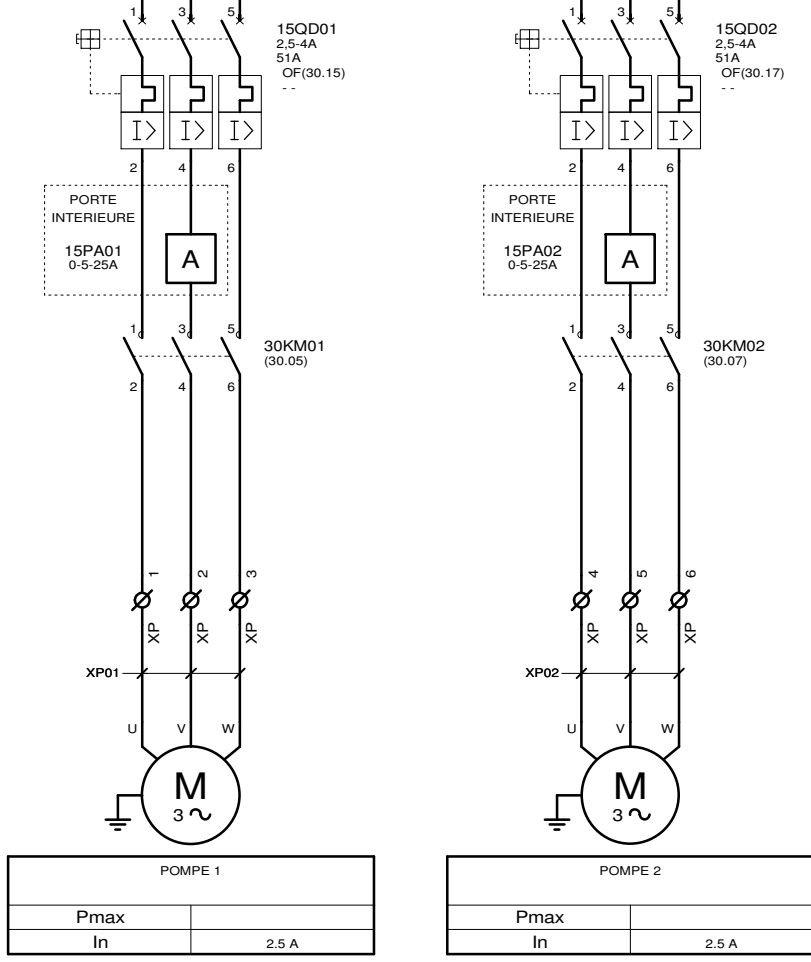 1 3 5
15QD01
2,5-4A
51A
OF(30.15)
- -
I> I> I>
2 4 6
PORTE
INTERIEURE
15PA01
0-5-25A
A
1 3 5
30KM01
(30.05)
2 4 6
1 2 3
XP XP XP
XP01
U V W
M
3
POMPE 1
Pmax
In 2.5 A
1 3 5
15QD02
2,5-4A
51A
OF(30.17)
- -
I> I> I>
2 4 6
PORTE
INTERIEURE
15PA02
0-5-25A
A
1 3 5
30KM02
(30.07)
2 4 6
4 5 6
XP XP XP
XP02
U V W
M
3
POMPE 2
Pmax
In 2.5 A